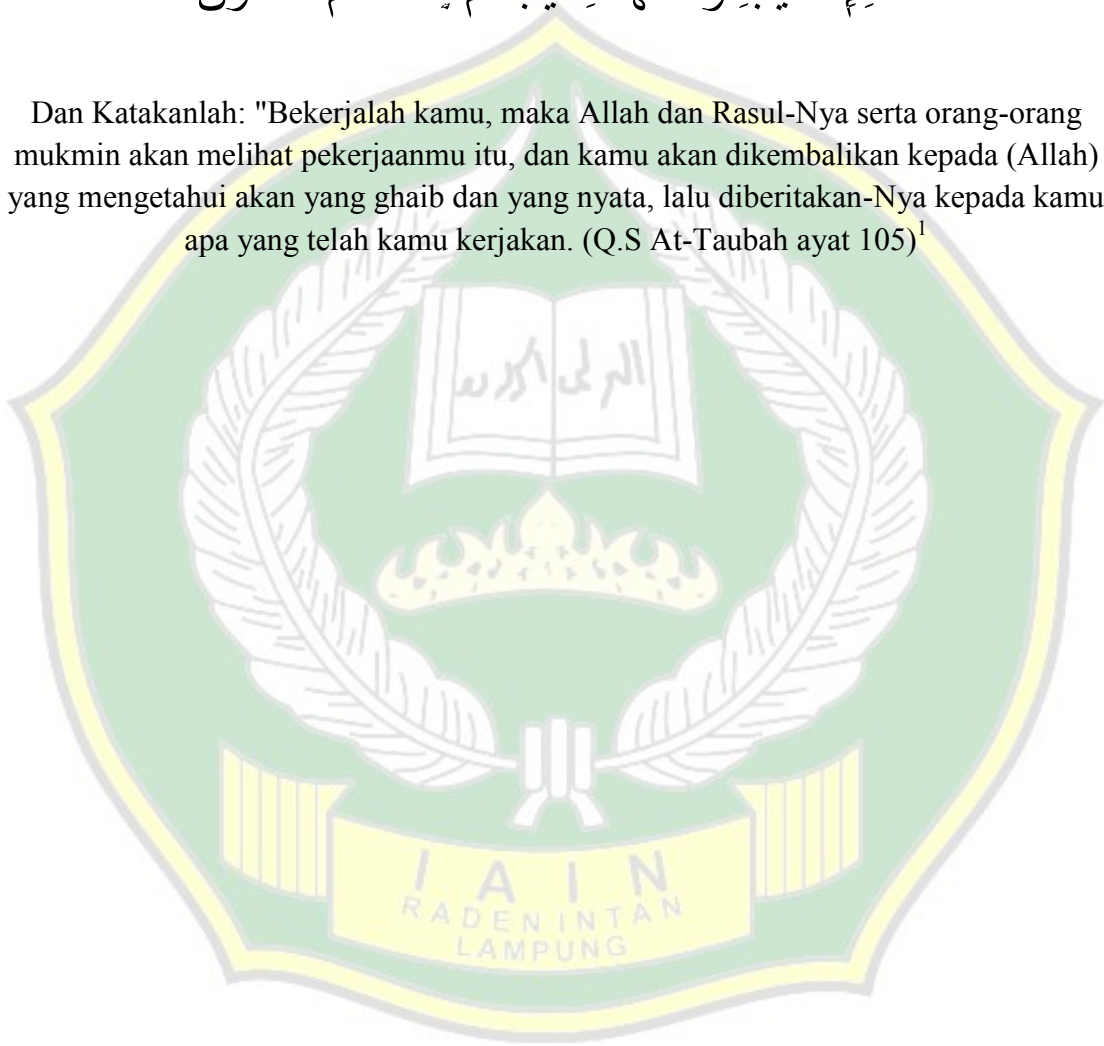 Dan Katakanlah: "Bekerjalah kamu, maka Allah dan Rasul-Nya serta orang-orang
mukmin akan melihat pekerjaanmu itu, dan kamu akan dikembalikan kepada (Allah)
yang mengetahui akan yang ghaib dan yang nyata, lalu diberitakan-Nya kepada kamu
apa yang telah kamu kerjakan. (Q.S At-Taubah ayat 105)¹
I A I N
RADEN INTAN
LAMPUNG